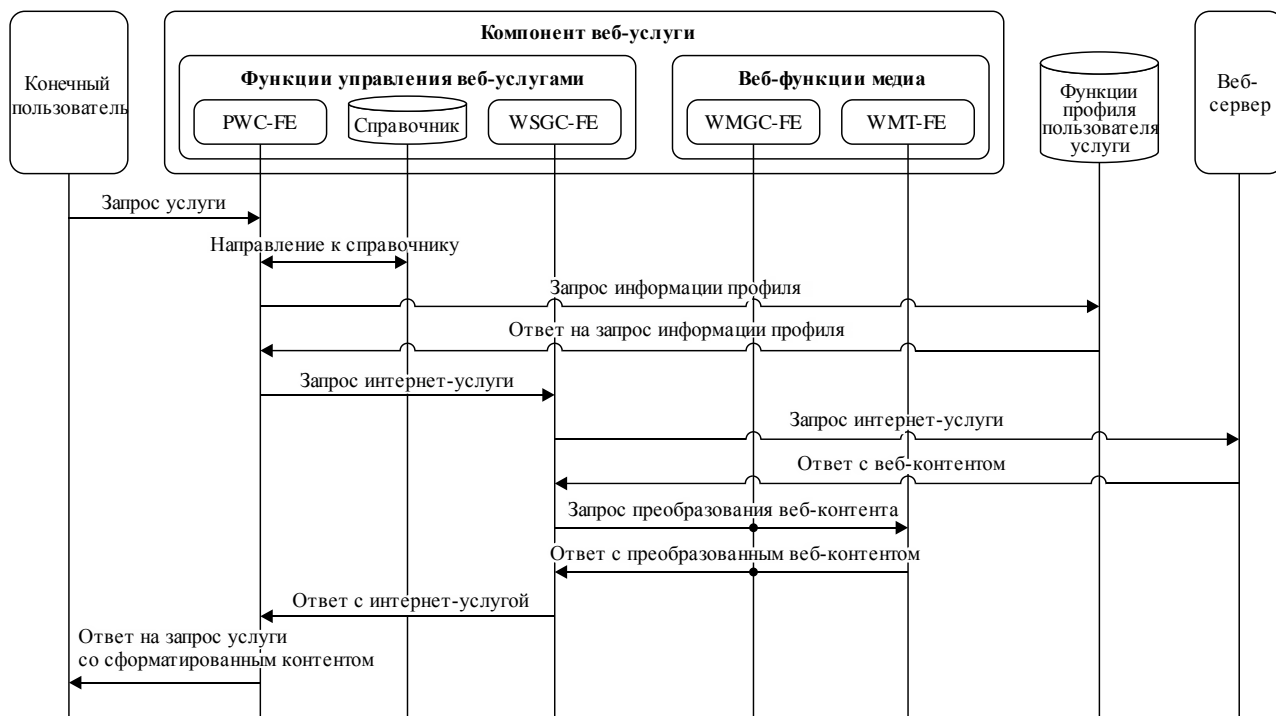 Компонент веб-услуги
Конечный
пользователь
Функции управления веб-услугами
Веб-функции медиа
PWC-FE
Справочник
WSGC-FE
WMGC-FE
WMT-FE
Функции
профиля
пользователя
услуги
Веб-
сервер
Запрос услуги
Направление к справочнику
Запрос информации профиля
Ответ на запрос информации профиля
Запрос интернет-услуги
Запрос интернет-услуги
Ответ с веб-контентом
Запрос преобразования веб-контента
Ответ с преобразованным веб-контентом
Ответ с интернет-услугой
Ответ на запрос услуги
со сформатированным контентом